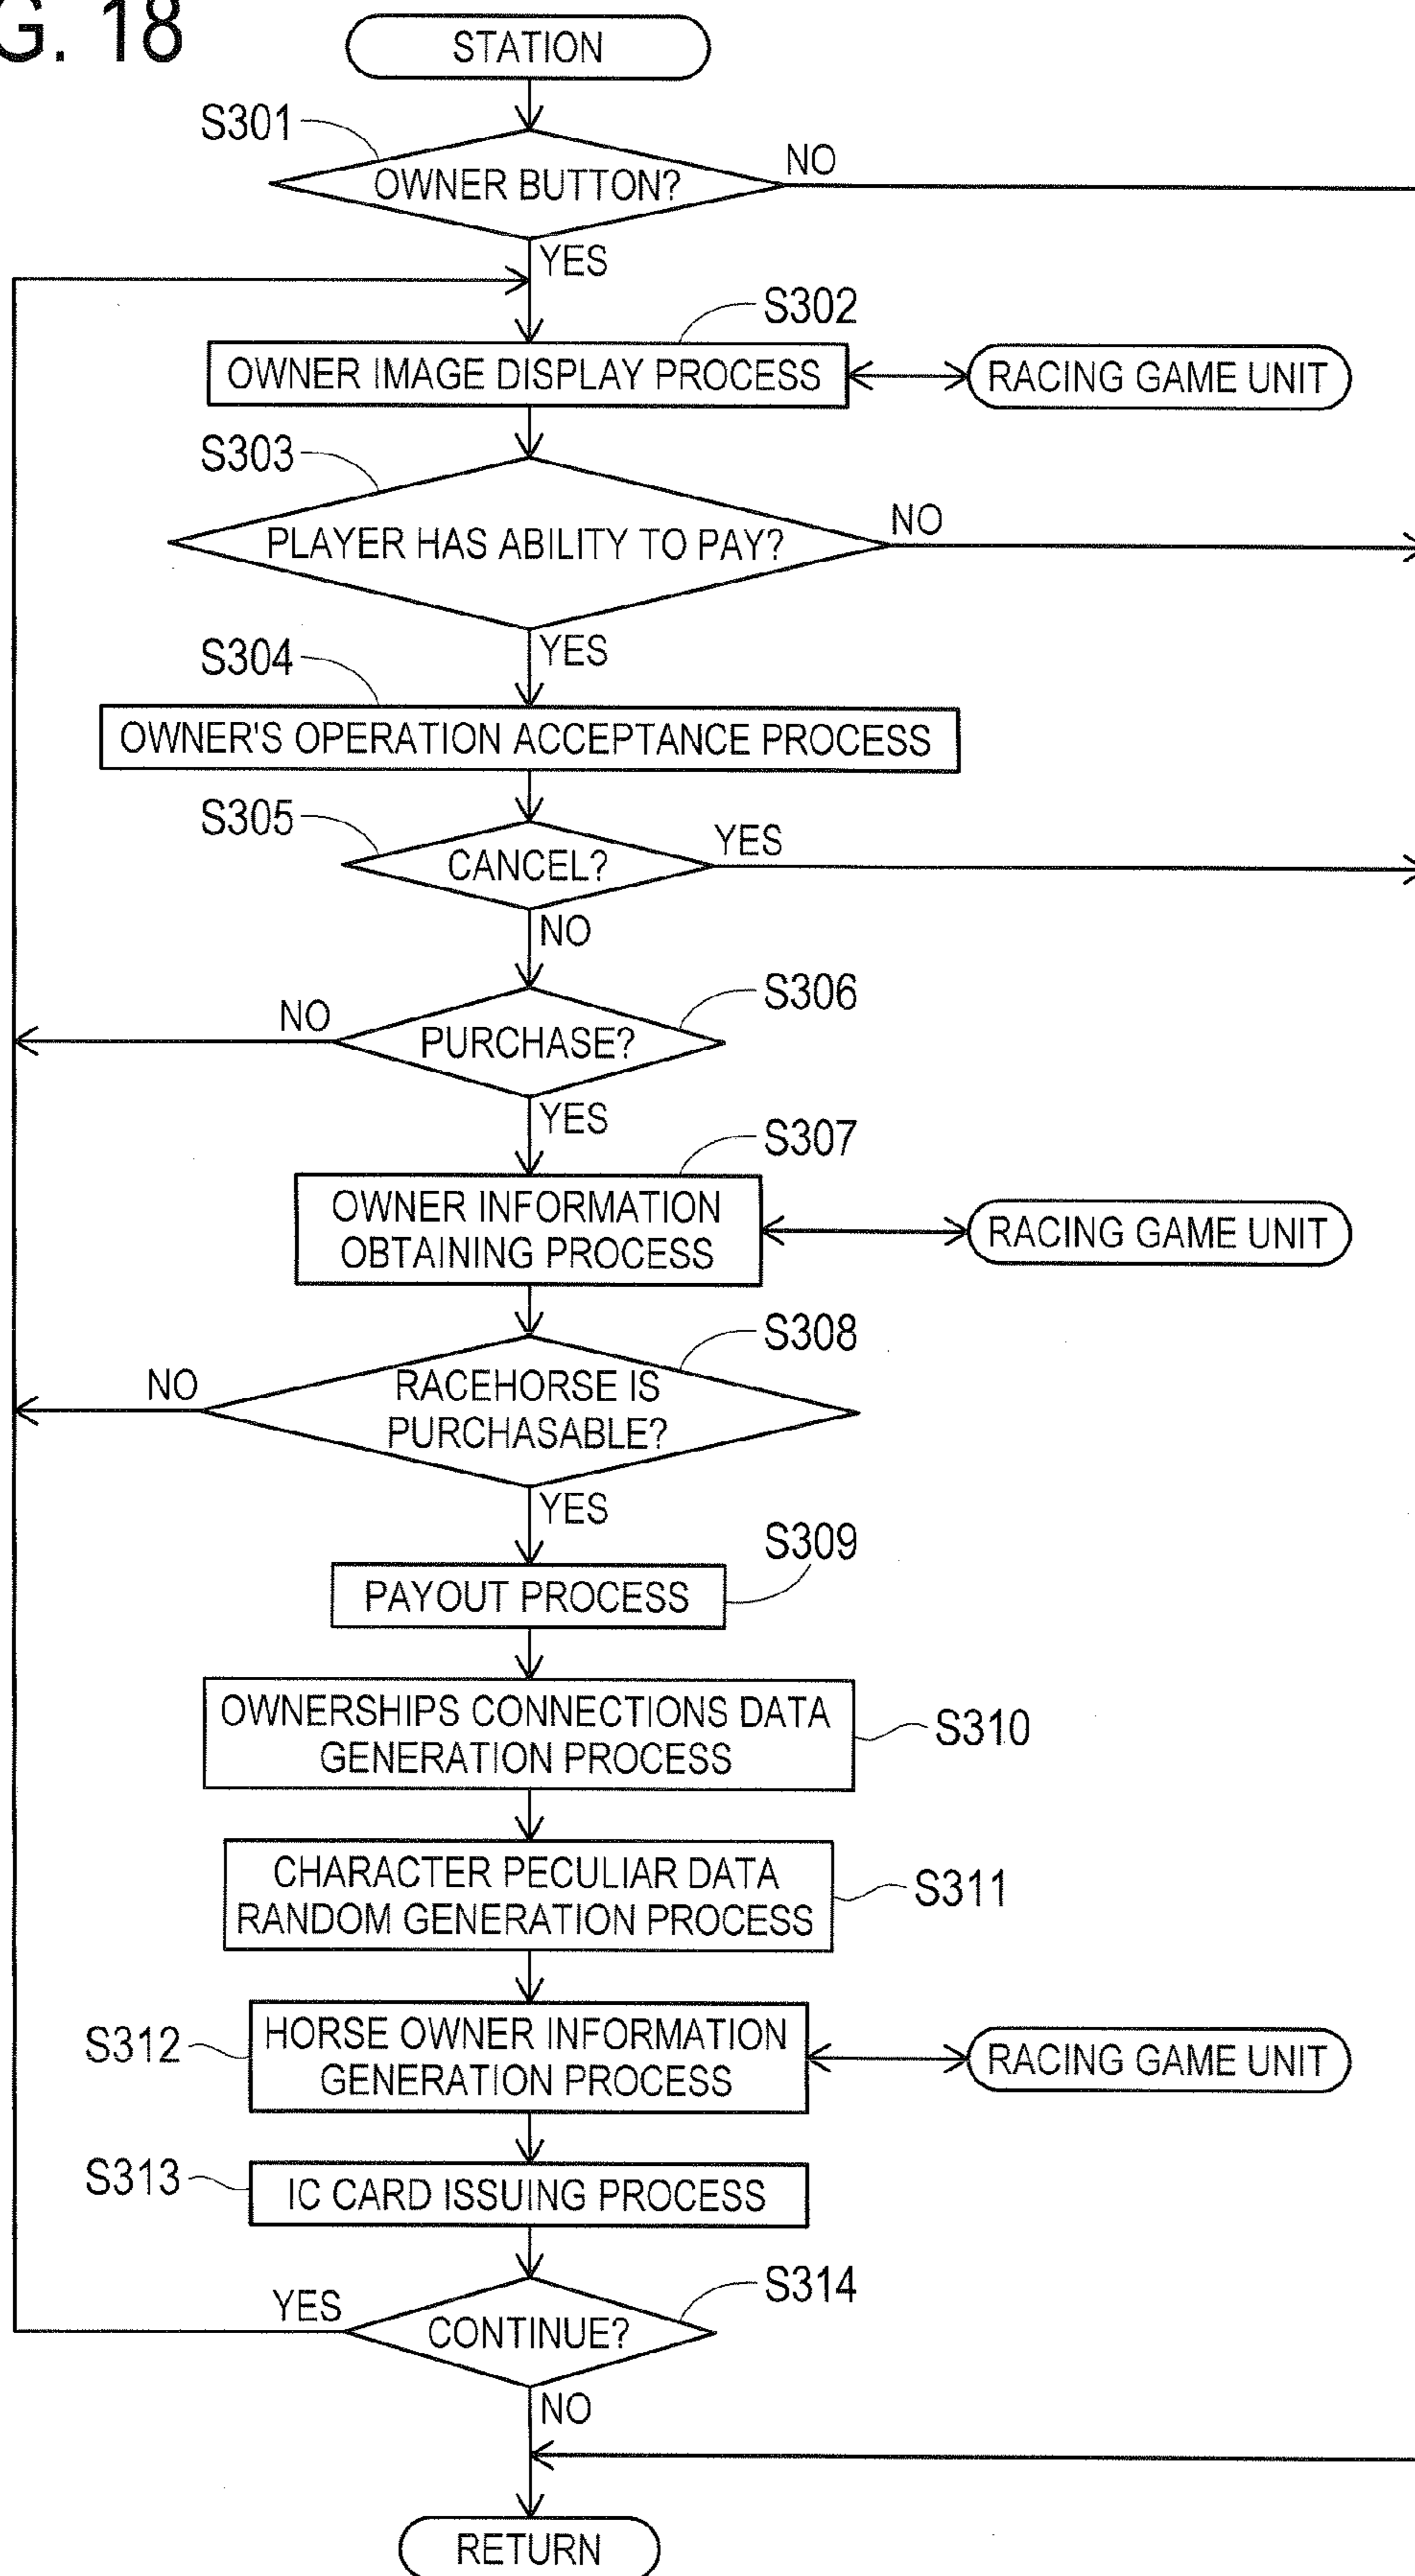 G. 18
STATION
S301
OWNER BUTTON?
NO
YES
S302
OWNER IMAGE DISPLAY PROCESS
RACING GAME UNIT
S303
PLAYER HAS ABILITY TO PAY?
NO
YES
S304
OWNER'S OPERATION ACCEPTANCE PROCESS
S305
CANCEL?
YES
NO
S306
PURCHASE?
NO
YES
S307
OWNER INFORMATION
OBTAINING PROCESS
RACING GAME UNIT
S308
RACEHORSE IS
PURCHASABLE?
NO
YES
S309
PAYOUT PROCESS
OWNERSHIPS CONNECTIONS DATA
GENERATION PROCESS
S310
CHARACTER PECULIAR DATA
RANDOM GENERATION PROCESS
S311
S312
HORSE OWNER INFORMATION
GENERATION PROCESS
RACING GAME UNIT
S313
IC CARD ISSUING PROCESS
S314
CONTINUE?
YES
NO
RETURN